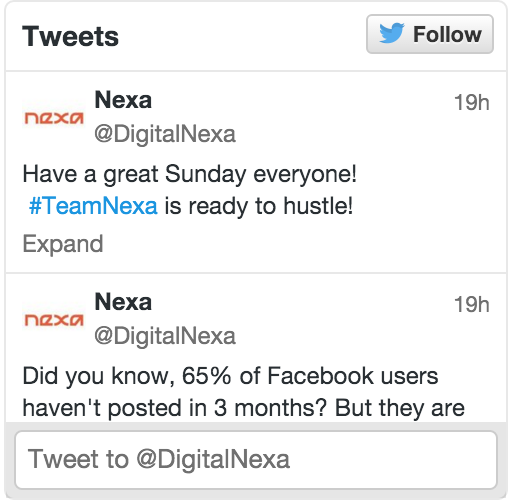 Tweets
Follow
nexa
Nexa
19h
@DigitalNexa
Have a great Sunday everyone!
#TeamNexa is ready to hustle!
Expand
nexa
Nexa
19h
@DigitalNexa
Did you know, 65% of Facebook users
haven't posted in 3 months? But they are
Tweet to @DigitalNexa